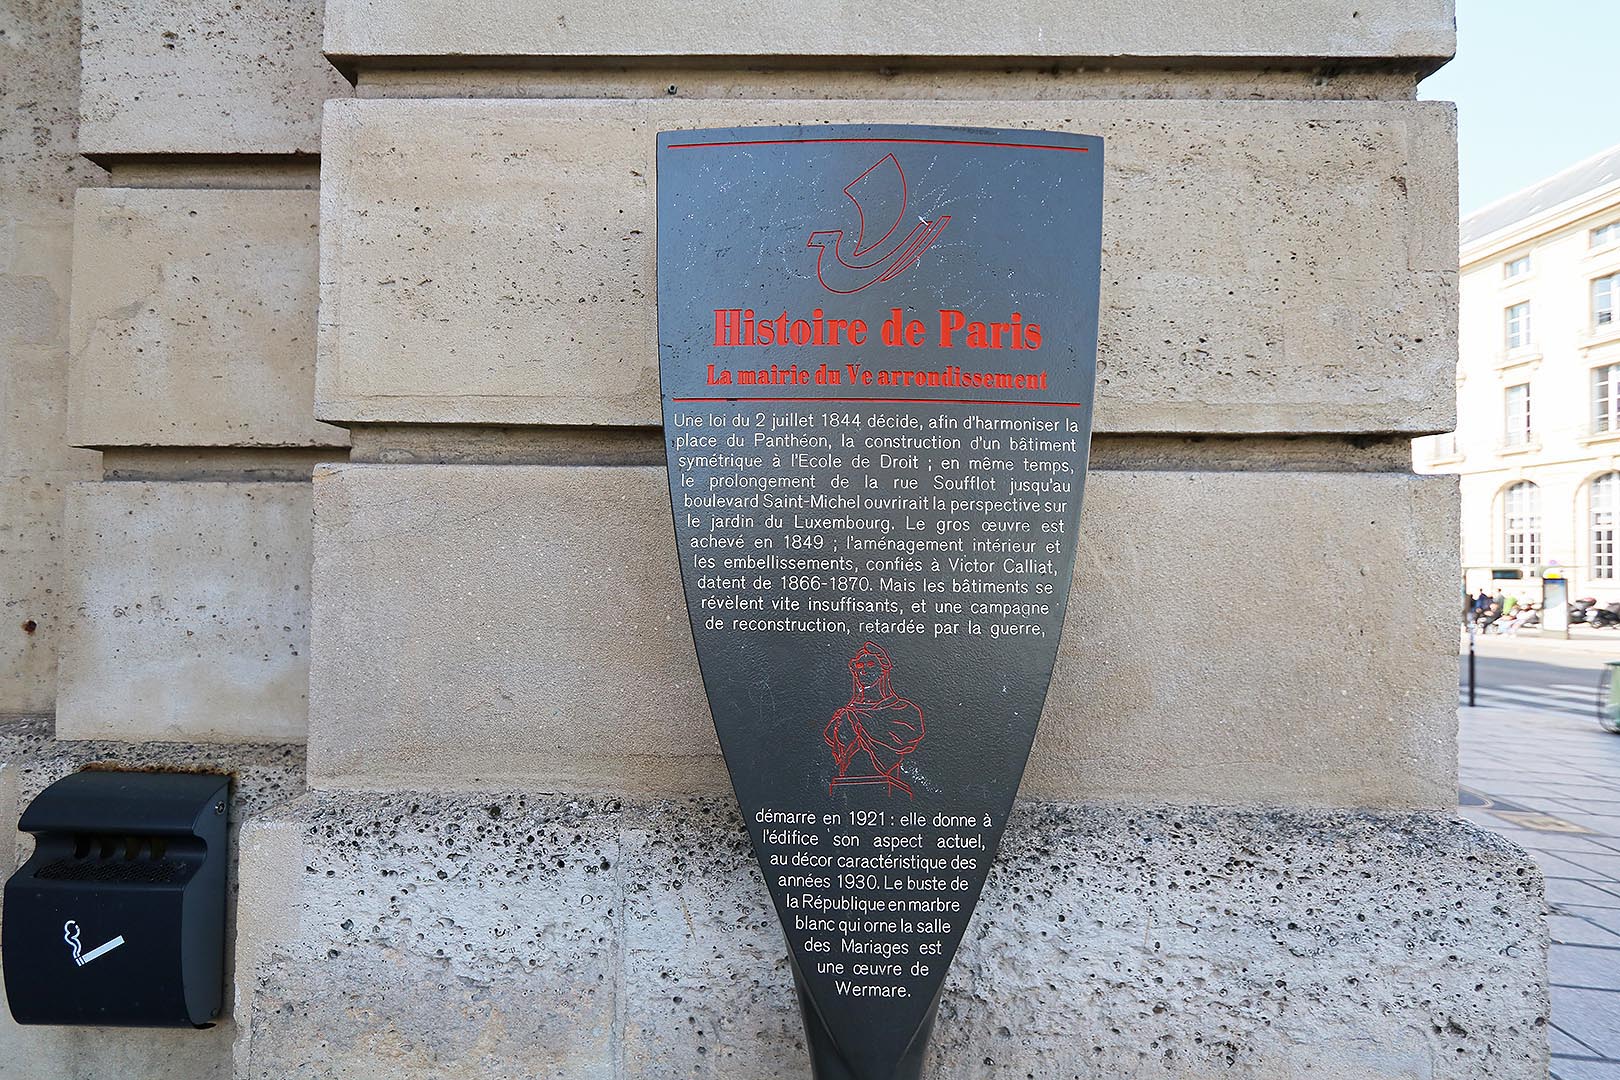 Histoire de Paris
La mairie du Ve arrondissement
Une loi du 2 juillet 1844 décide, afin d'harmoniser la
place du Panthéon, la construction d'un bâtiment
symétrique à l'Ecole de Droit ; en même temps,
le prolongement de la rue Soufflot jusqu'au
boulevard Saint-Michel ouvrirait la perspective sur
le jardin du Luxembourg. Le gros œuvre est
achevé en 1849 ; l'aménagement intérieur et
les embellissements, confiés à Victor Calliat,
datent de 1866-1870. Mais les bâtiments se
révèlent vite insuffisants, et une campagne
de reconstruction, retardée par la guerre,
démarre en 1921 : elle donne à
l'édifice son aspect actuel,
au décor caractéristique des
années 1930. Le buste de
la République en marbre
blanc qui orne la salle
des Mariages est
une œuvre de
Wermare.